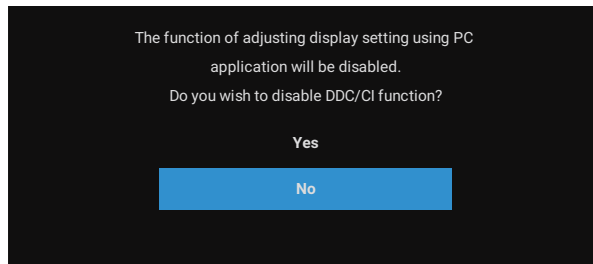 The function of adjusting display setting using PC
application will be disabled.
Do you wish to disable DDC/CI function?
Yes
No